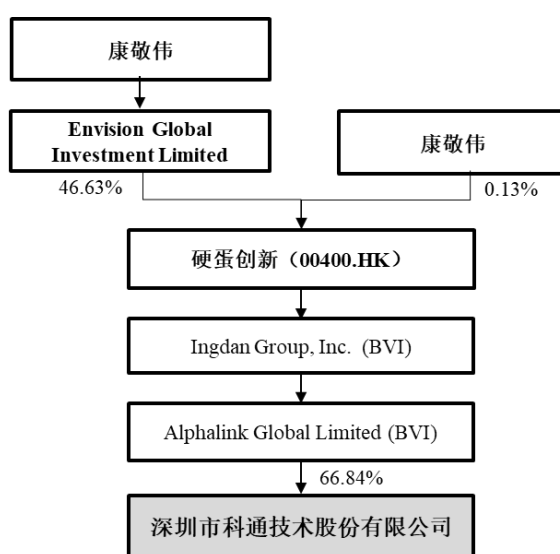 康敬伟
Envision Global
Investment Limited
康敬伟
46.63%
0.13%
硬蛋创新（00400.HK）
Ingdan Group, Inc. (BVI)
Alphalink Global Limited (BVI)
66.84%
深圳市科通技术股份有限公司